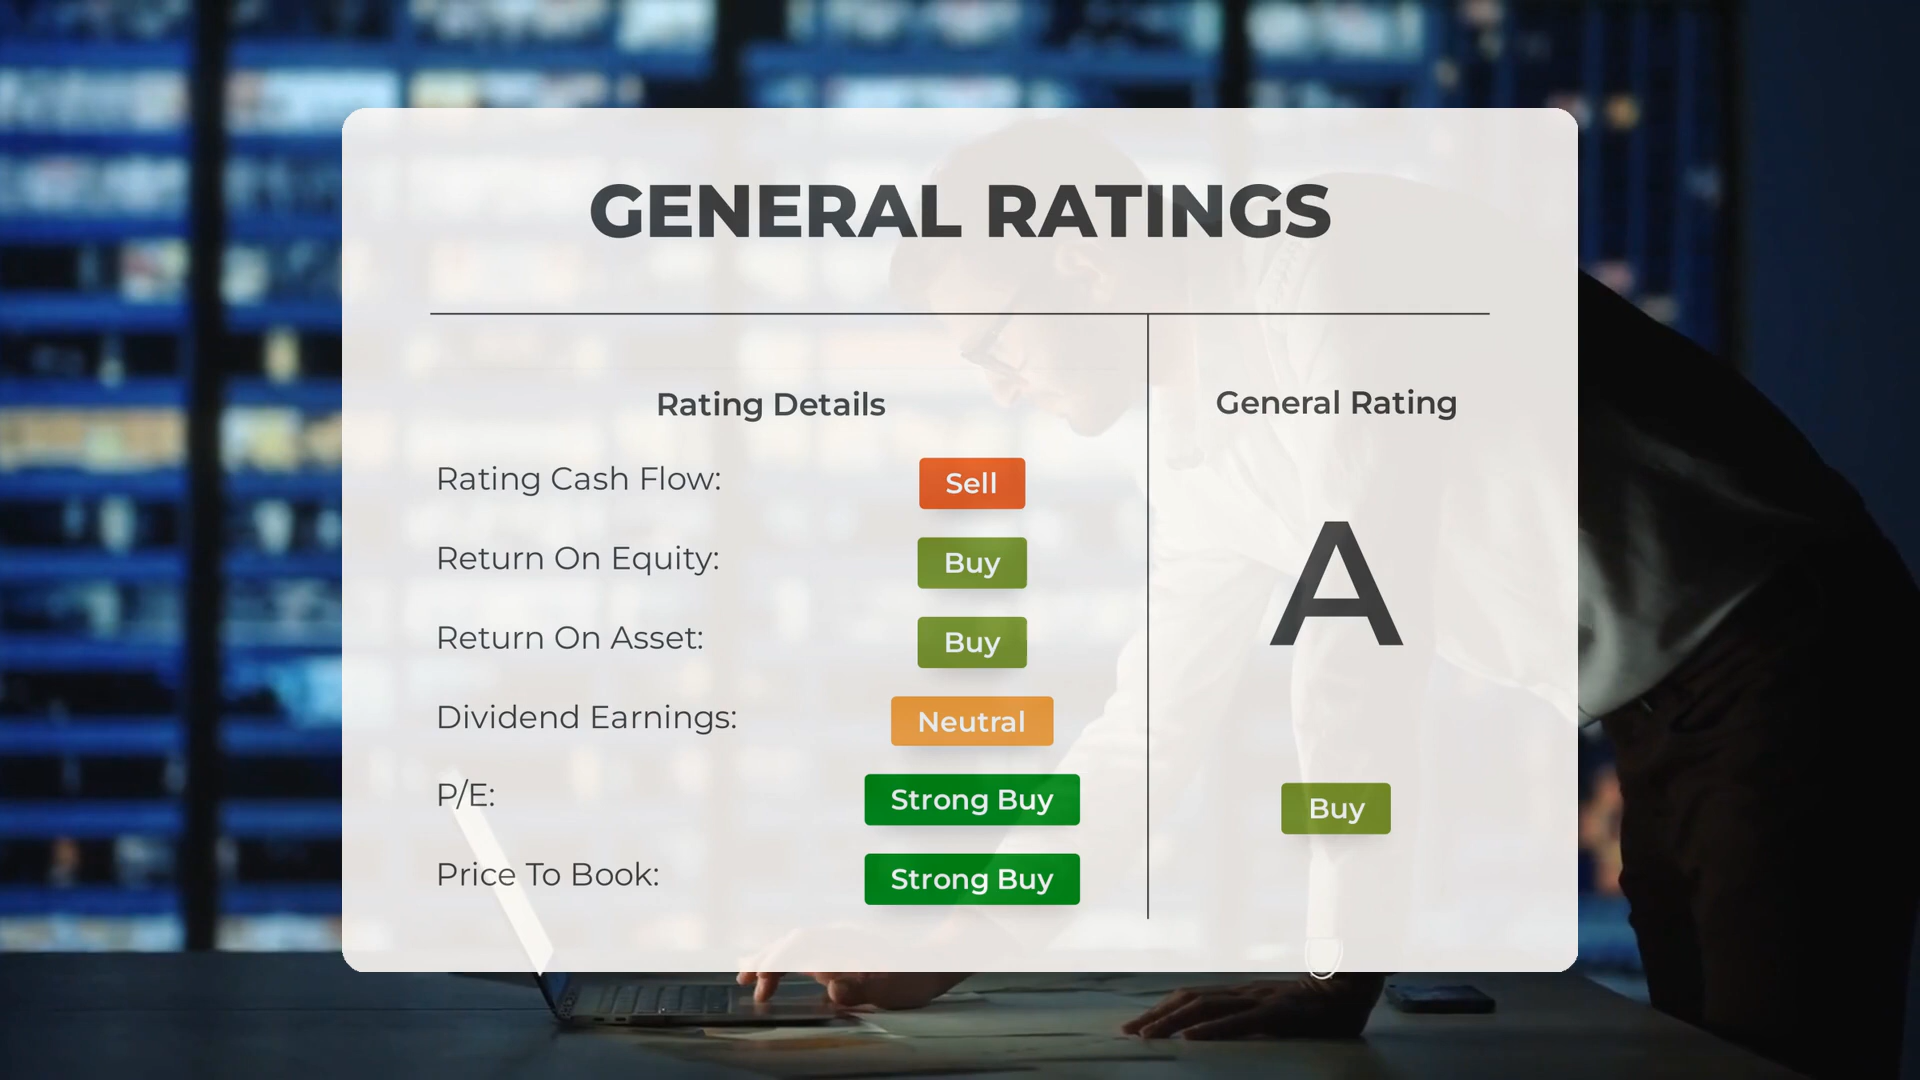 GENERAL RATINGS
Rating Details
Rating Cash Flow: Sell
Return On Equity: Buy
Return On Asset: Buy
Dividend Earnings: Neutral
P/E: Strong Buy
Price To Book: Strong Buy
General Rating
A
Buy